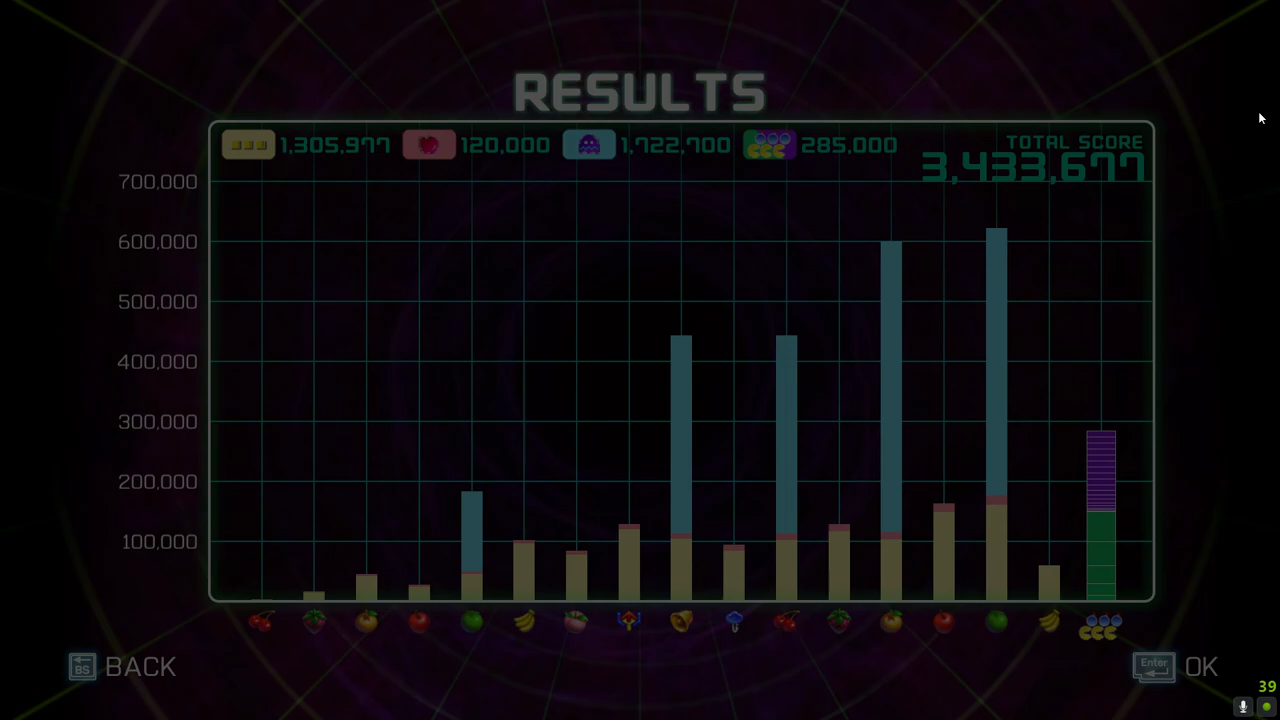 RESULTS
1,305,977 120,000 1,722,700 285,000 TOTAL SCORE
3,433,677
700,000
600,000
500,000
400,000
300,000
200,000
100,000
BS BACK
Enter OK
39